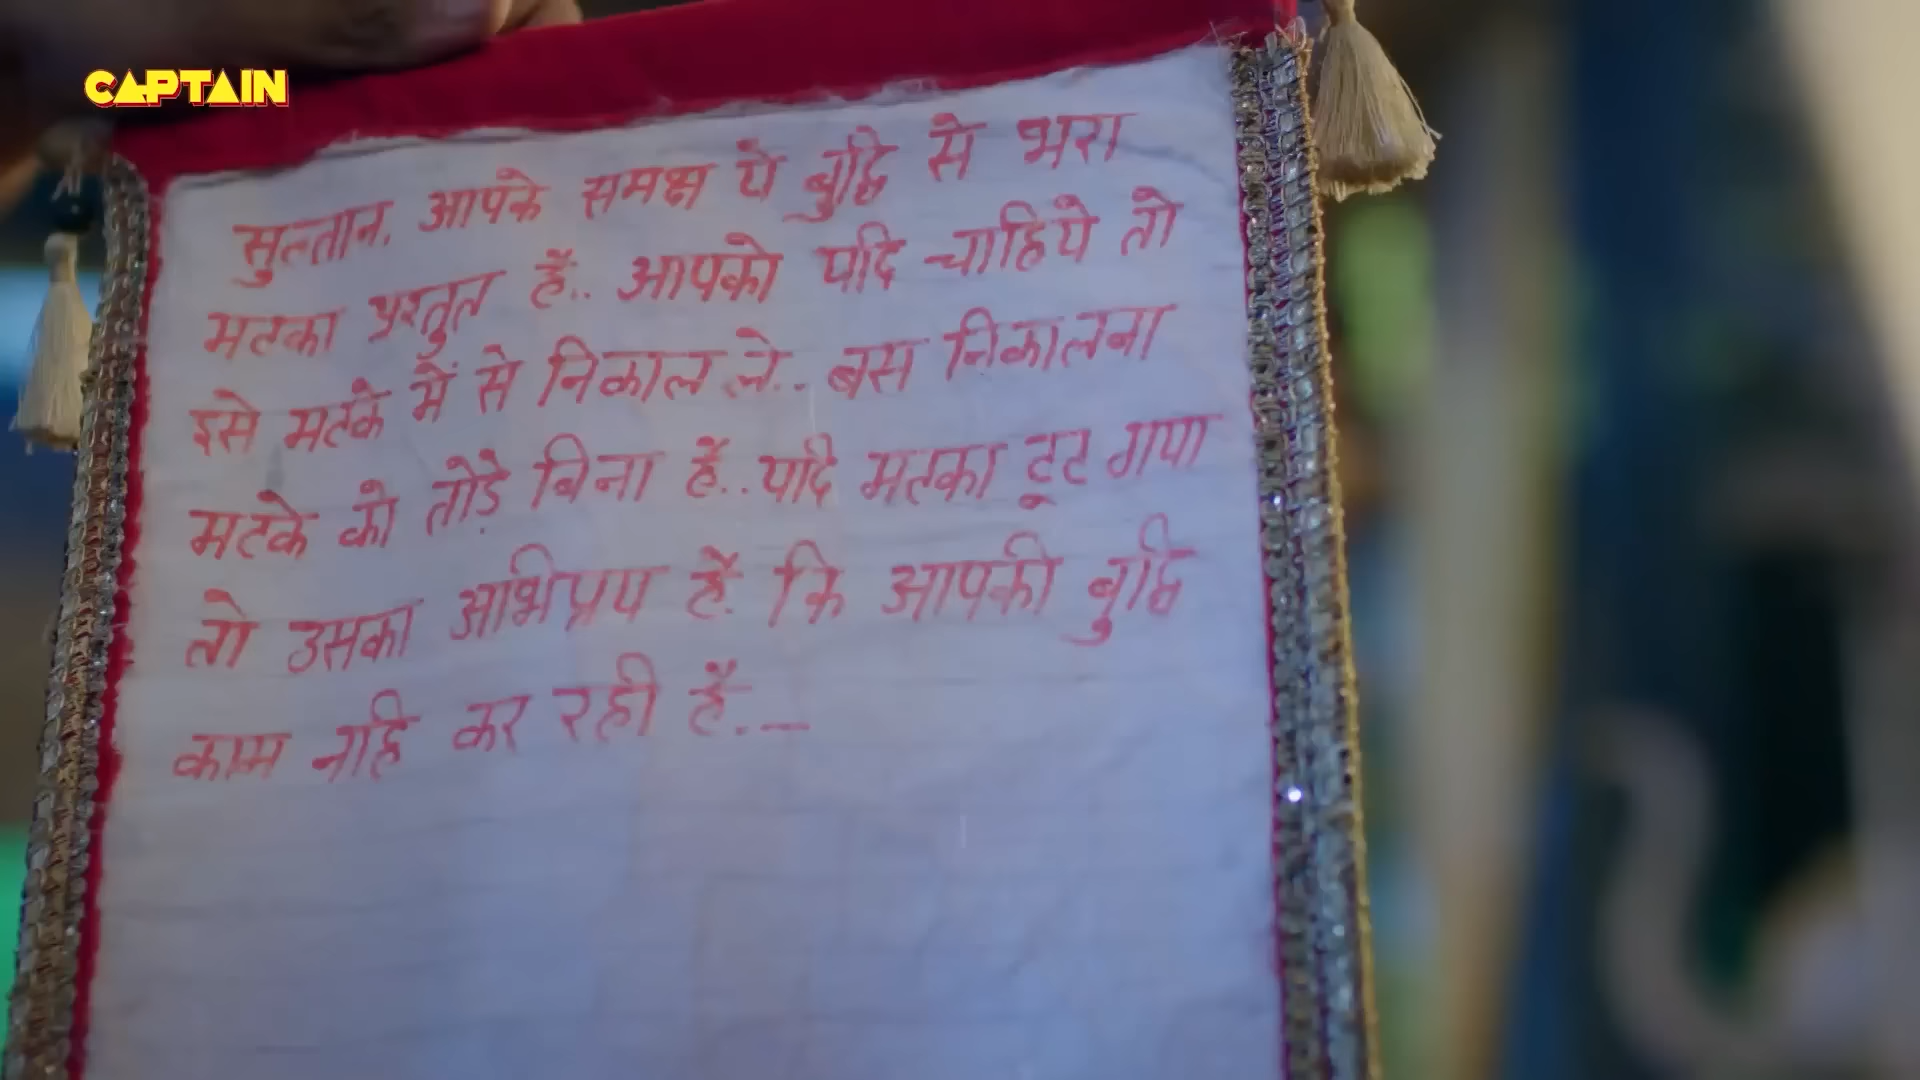 CAPTAIN
सुल्तान, आपके समक्ष ये बुद्धि से भरा
मटका प्रस्तुत हैं.. आपको यदि चाहिये तो
इसे मटके में से निकाल ले.. बस निकालना
मटके को तोड़े बिना हैं.. यदि मटका टूट गया
तो उसका अभिप्रय हैं. कि आपकी बुद्धि
काम नहि कर रही हैं.--